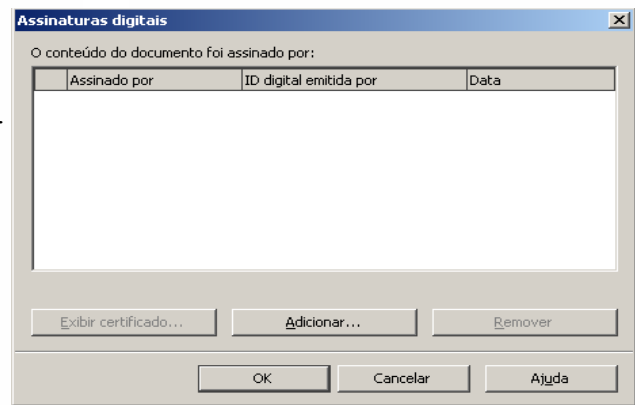 Assinaturas digitais
O conteúdo do documento foi assinado por:
Assinado por ID digital emitida por Data
Exibir certificado... Adicionar... Remover
OK Cancelar Ajuda